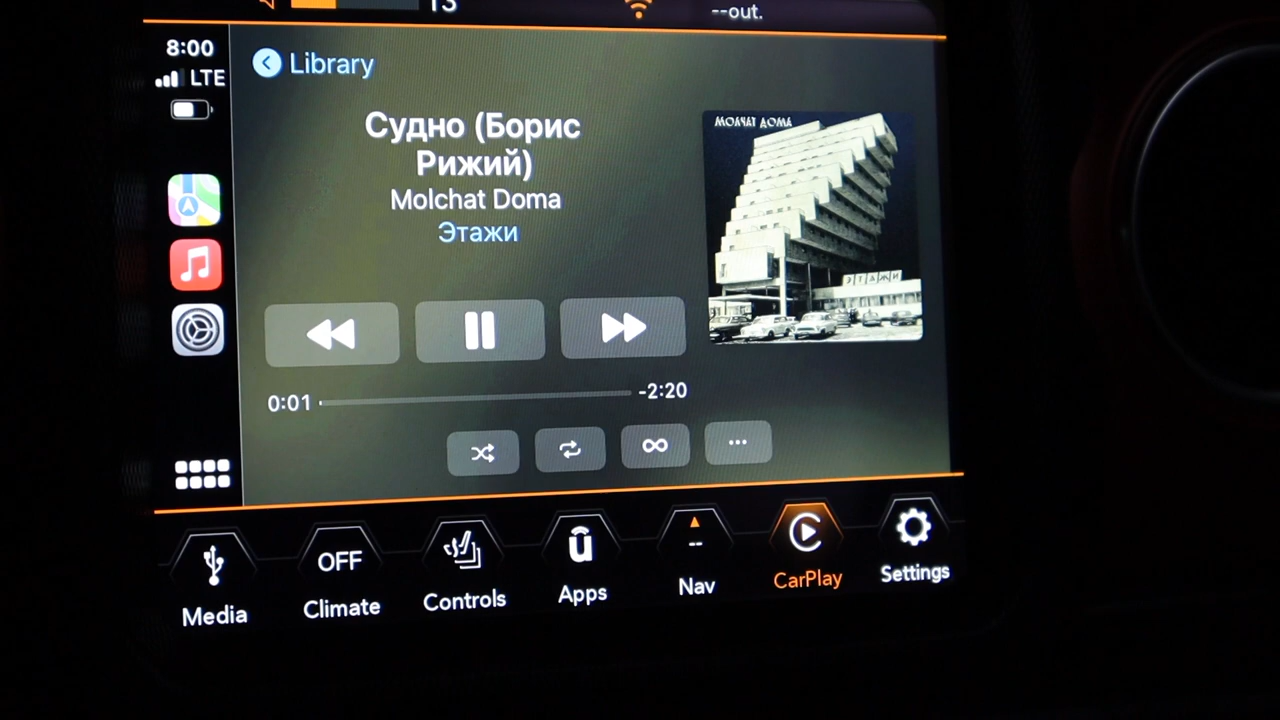 13
--out.
8:00
LTE
Library
Судно (Борис
Рижий)
Molchat Doma
Этажи
МОЛЧАТ ДОМА
ЭТАЖИ
0:01
-2:20
OFF
û
--
Media
Climate
Controls
Apps
Nav
CarPlay
Settings